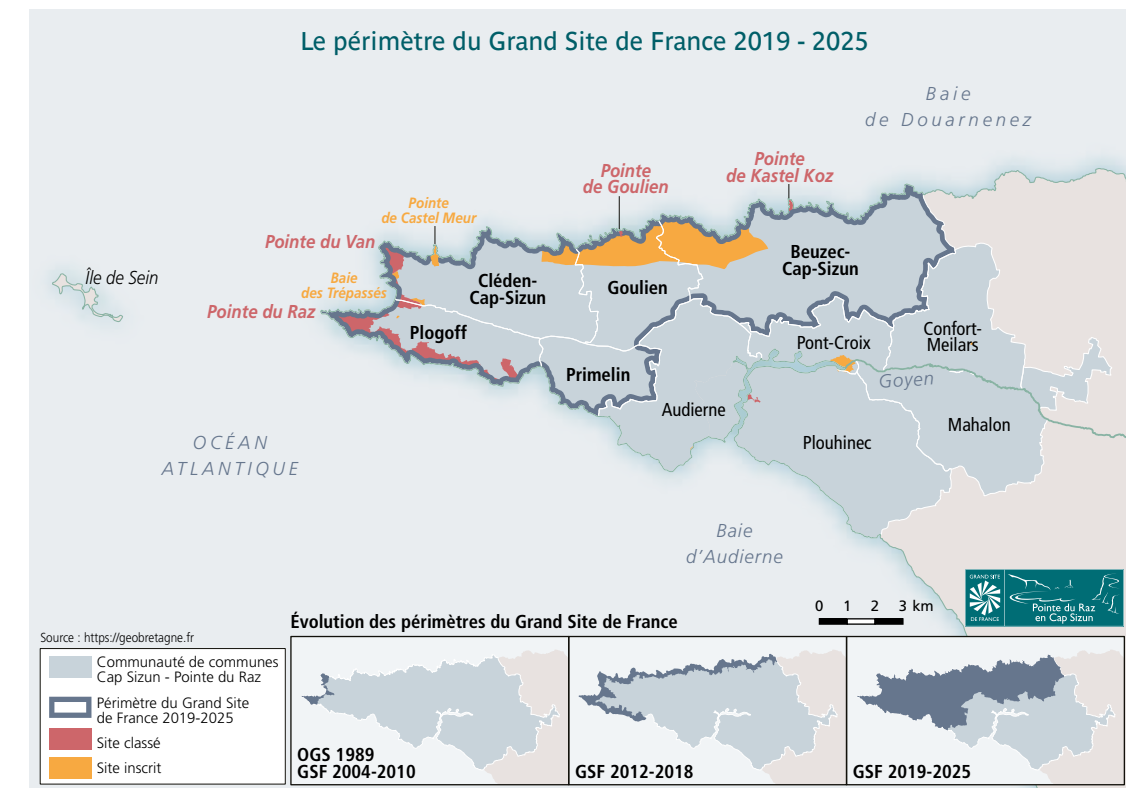 Le périmètre du Grand Site de France 2019 - 2025
Baie
de Douarnenez
Pointe
de Kastel Koz
Pointe
de Goulien
Pointe
de Castel Meur
Pointe du Van
Île de Sein
Baie
des Trépassés
Pointe du Raz
Cléden-
Cap-Sizun
Goulien
Beuzec-
Cap-Sizun
Plogoff
Primelin
Pont-Croix
Confort-
Meilars
Goyen
Audierne
Mahalon
Plouhinec
OCÉAN
ATLANTIQUE
Baie
d'Audierne
GRAND SITE
DE FRANCE
Pointe du Raz
en Cap Sizun
0 1 2 3 km
Source : https://geobretagne.fr
Communauté de communes
Cap Sizun - Pointe du Raz
Périmètre du Grand Site
de France 2019-2025
Site classé
Site inscrit
Évolution des périmètres du Grand Site de France
OGS 1989
GSF 2004-2010
GSF 2012-2018
GSF 2019-2025